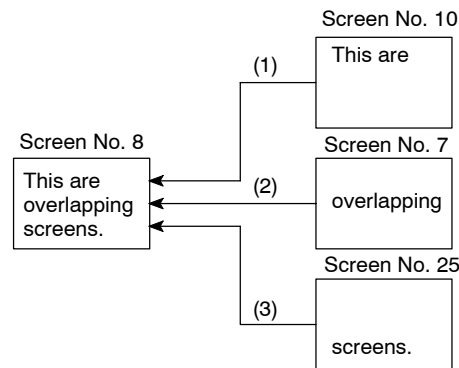 Screen No. 10
This are
(1)
Screen No. 8
This are
overlapping
screens.
Screen No. 7
(2)
overlapping
Screen No. 25
(3)
screens.